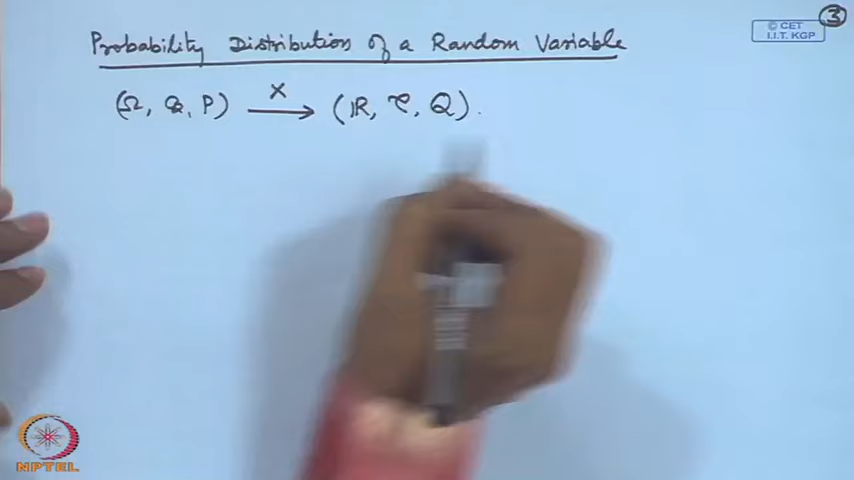 ③
© CET
I.I.T. KGP
Probability Distribution of a Random Variable
(Ω, 𝒬, P) —X→ (ℝ, 𝒞, Q).
NPTEL